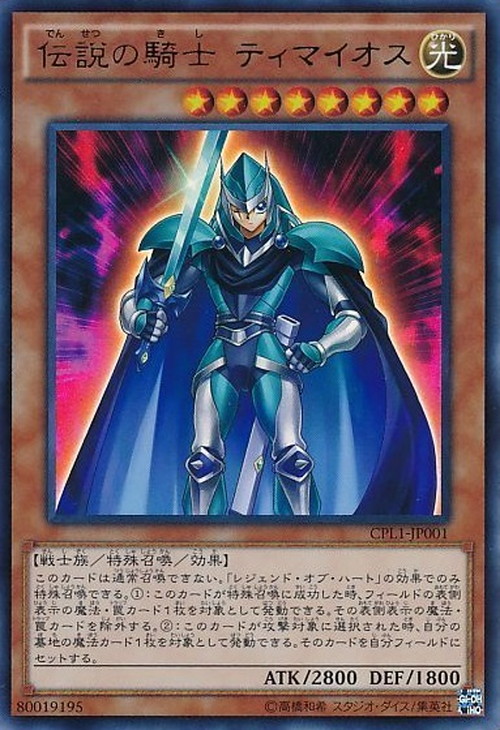 伝説の騎士 ティマイオス
光
CPL1-JP001
【戦士族/特殊召喚/効果】
このカードは通常召喚できない。「レジェンド・オブ・ハート」の効果でのみ
特殊召喚できる。①：このカードが特殊召喚に成功した時、フィールドの表側
表示の魔法・罠カード1枚を対象として発動できる。その表側表示の魔法・
罠カードを除外する。②：このカードが攻撃対象に選択された時、自分の
墓地の魔法カード1枚を対象として発動できる。そのカードを自分フィールドに
セットする。
ATK/2800 DEF/1800
80019195
©高橋和希 スタジオ・ダイス/集英社